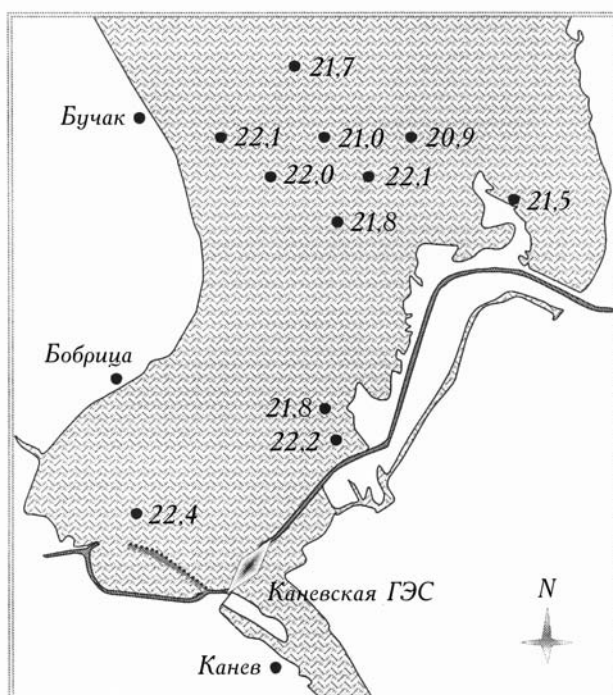 21,7
Бучак
22,1
21,0
20,9
22,0
22,1
21,5
21,8
Бобрица
21,8
22,2
22,4
Каневская ГЭС
N
Канев